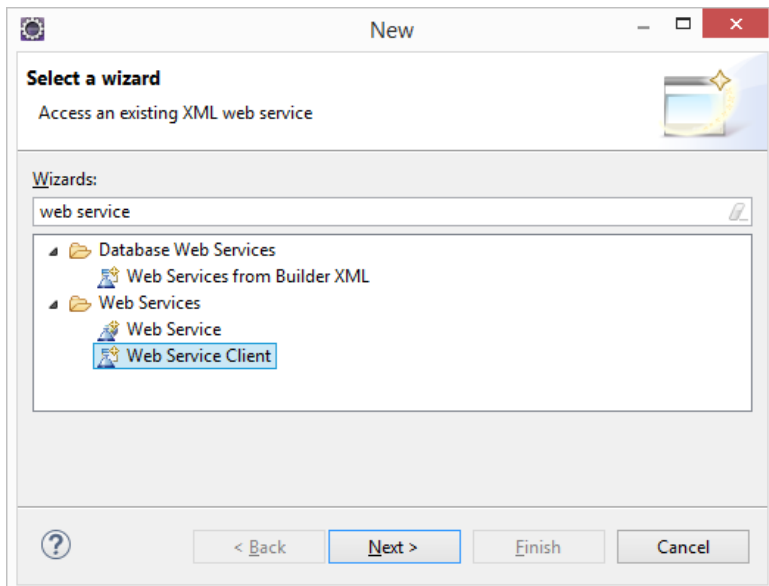 New
Select a wizard
Access an existing XML web service
Wizards:
web service
Database Web Services
Web Services from Builder XML
Web Services
Web Service
Web Service Client
?
< Back
Next >
Finish
Cancel